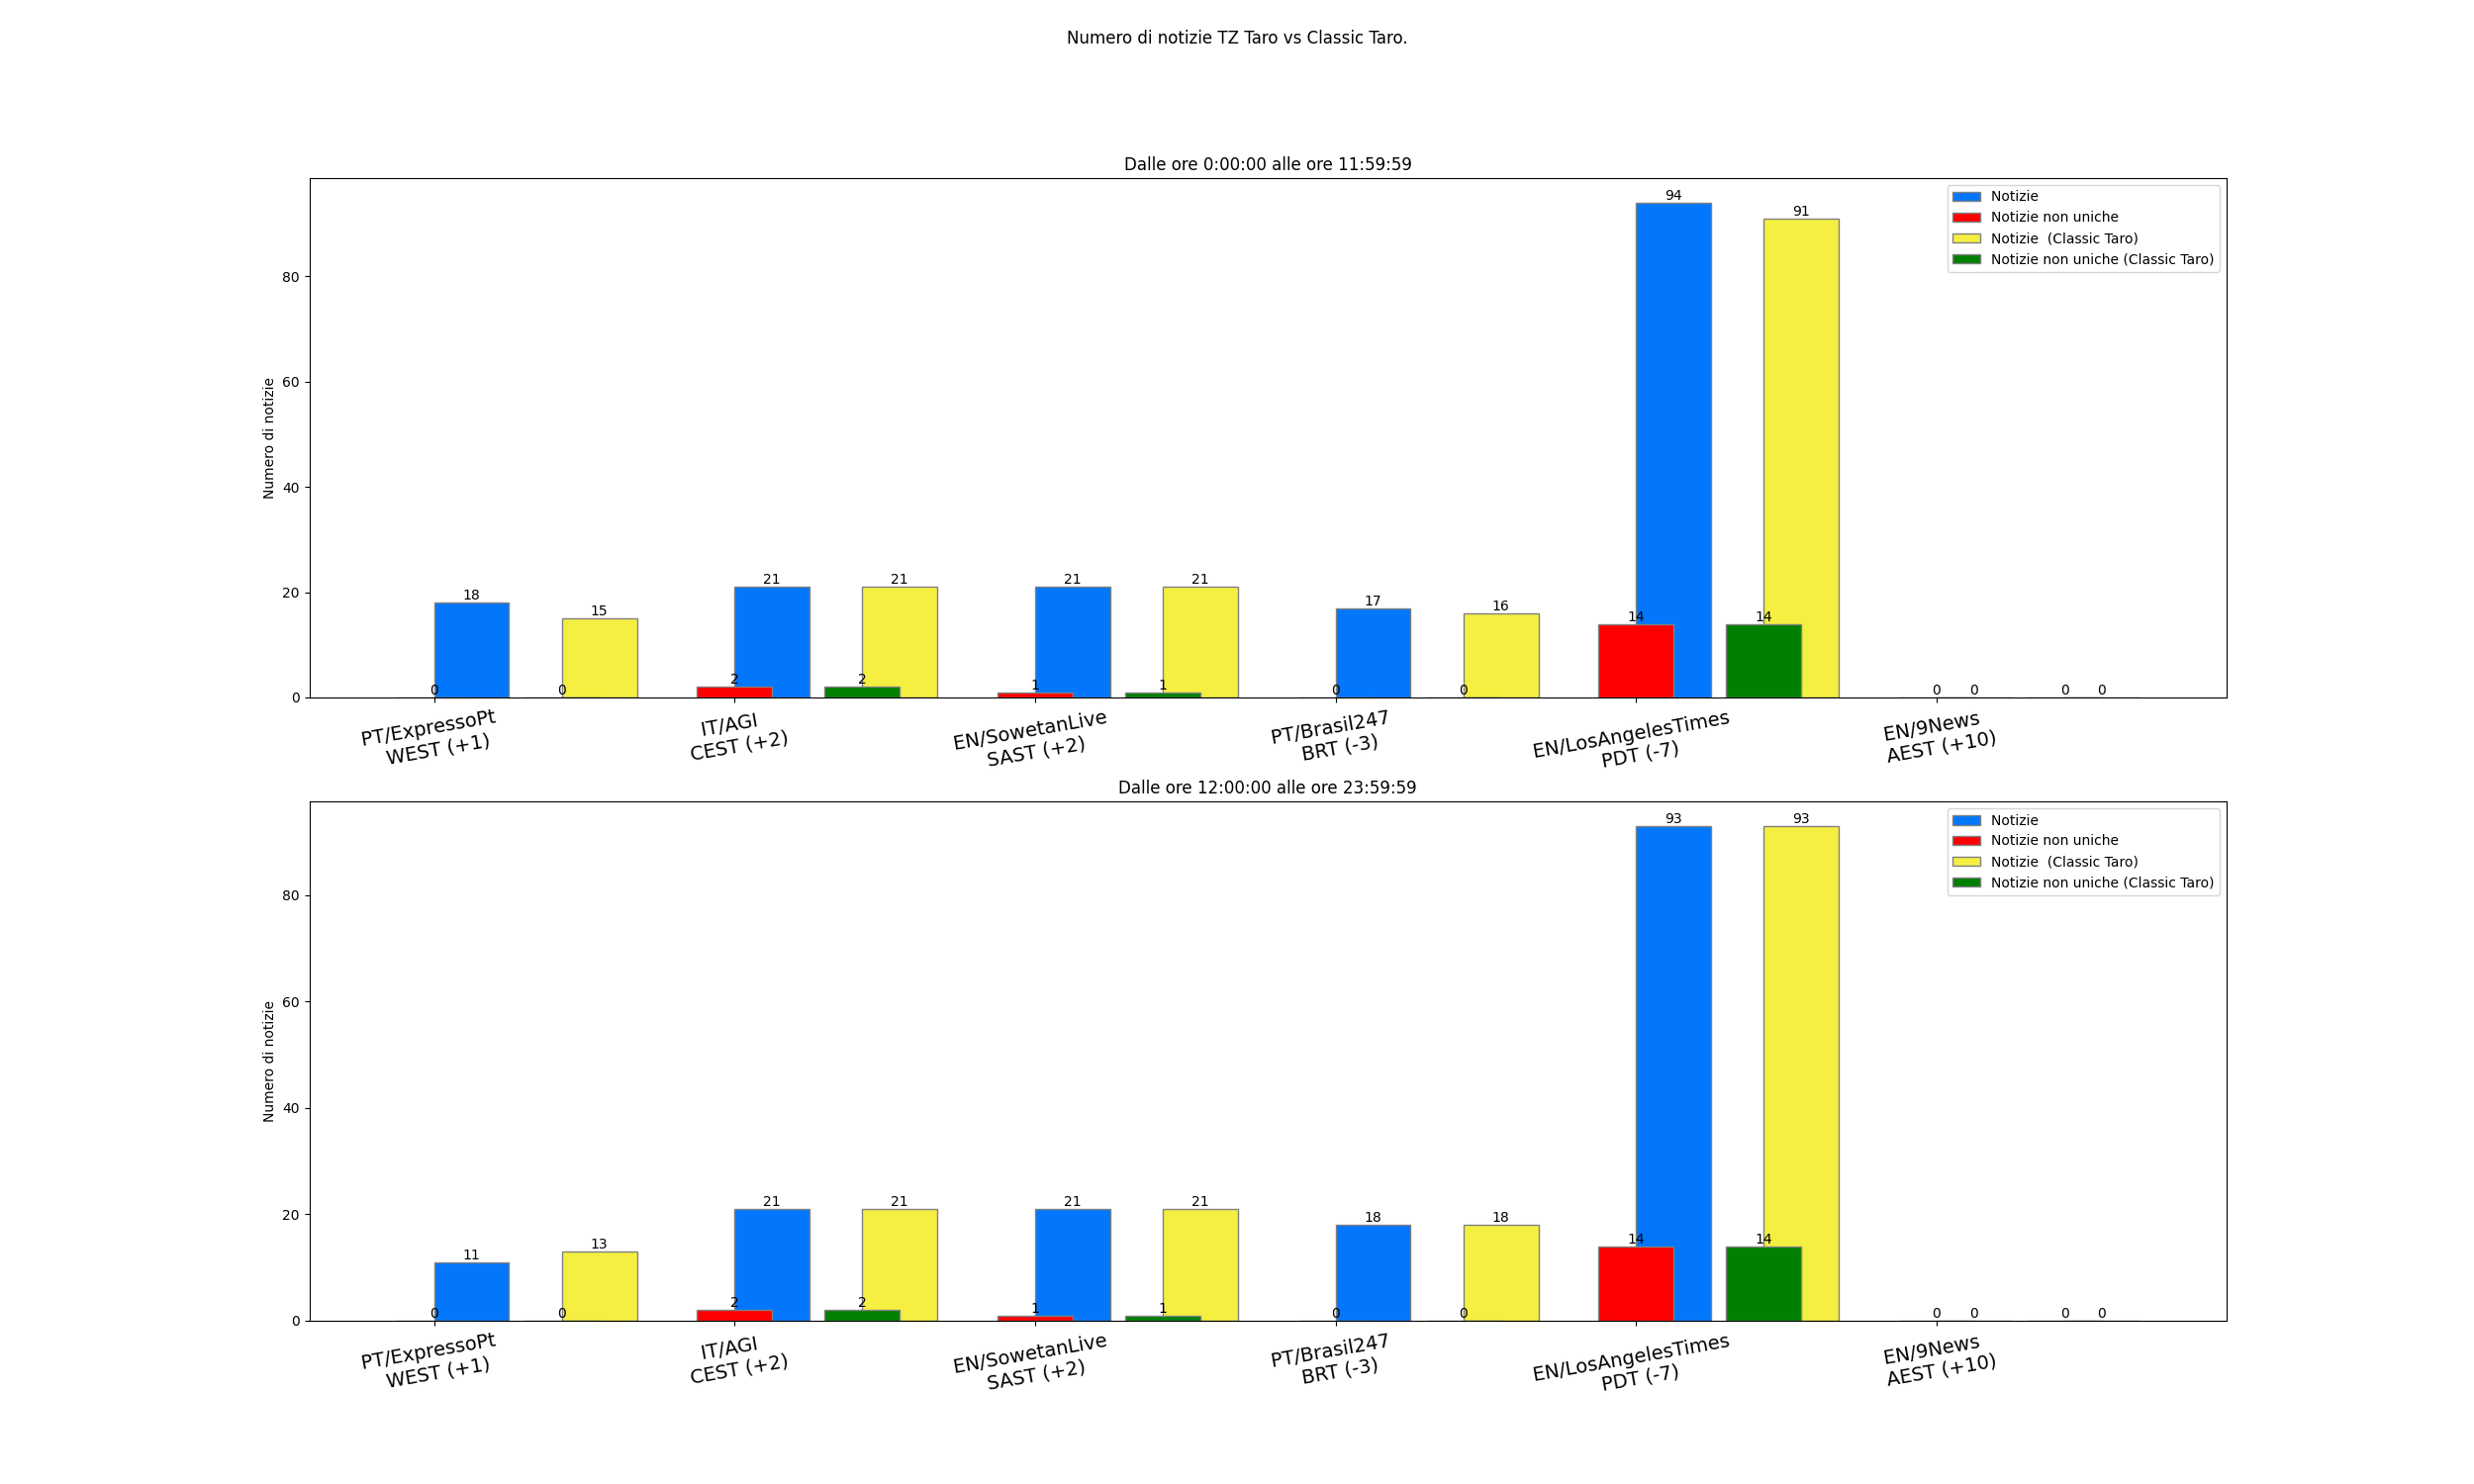 Numero di notizie TZ Taro vs Classic Taro.
Dalle ore 0:00:00 alle ore 11:59:59
Numero di notizie
80
60
40
20
0
94
91
18
15
21
21
21
21
17
16
14
14
0
0
2
2
1
1
0
0
0
0
0
0
Notizie
Notizie non uniche
Notizie  (Classic Taro)
Notizie non uniche (Classic Taro)
PT/ExpressoPt
WEST (+1)
IT/AGI
CEST (+2)
EN/SowetanLive
SAST (+2)
PT/Brasil247
BRT (-3)
EN/LosAngelesTimes
PDT (-7)
EN/9News
AEST (+10)
Dalle ore 12:00:00 alle ore 23:59:59
Numero di notizie
80
60
40
20
0
93
93
11
13
21
21
21
21
18
18
14
14
0
0
2
2
1
1
0
0
0
0
0
0
Notizie
Notizie non uniche
Notizie  (Classic Taro)
Notizie non uniche (Classic Taro)
PT/ExpressoPt
WEST (+1)
IT/AGI
CEST (+2)
EN/SowetanLive
SAST (+2)
PT/Brasil247
BRT (-3)
EN/LosAngelesTimes
PDT (-7)
EN/9News
AEST (+10)